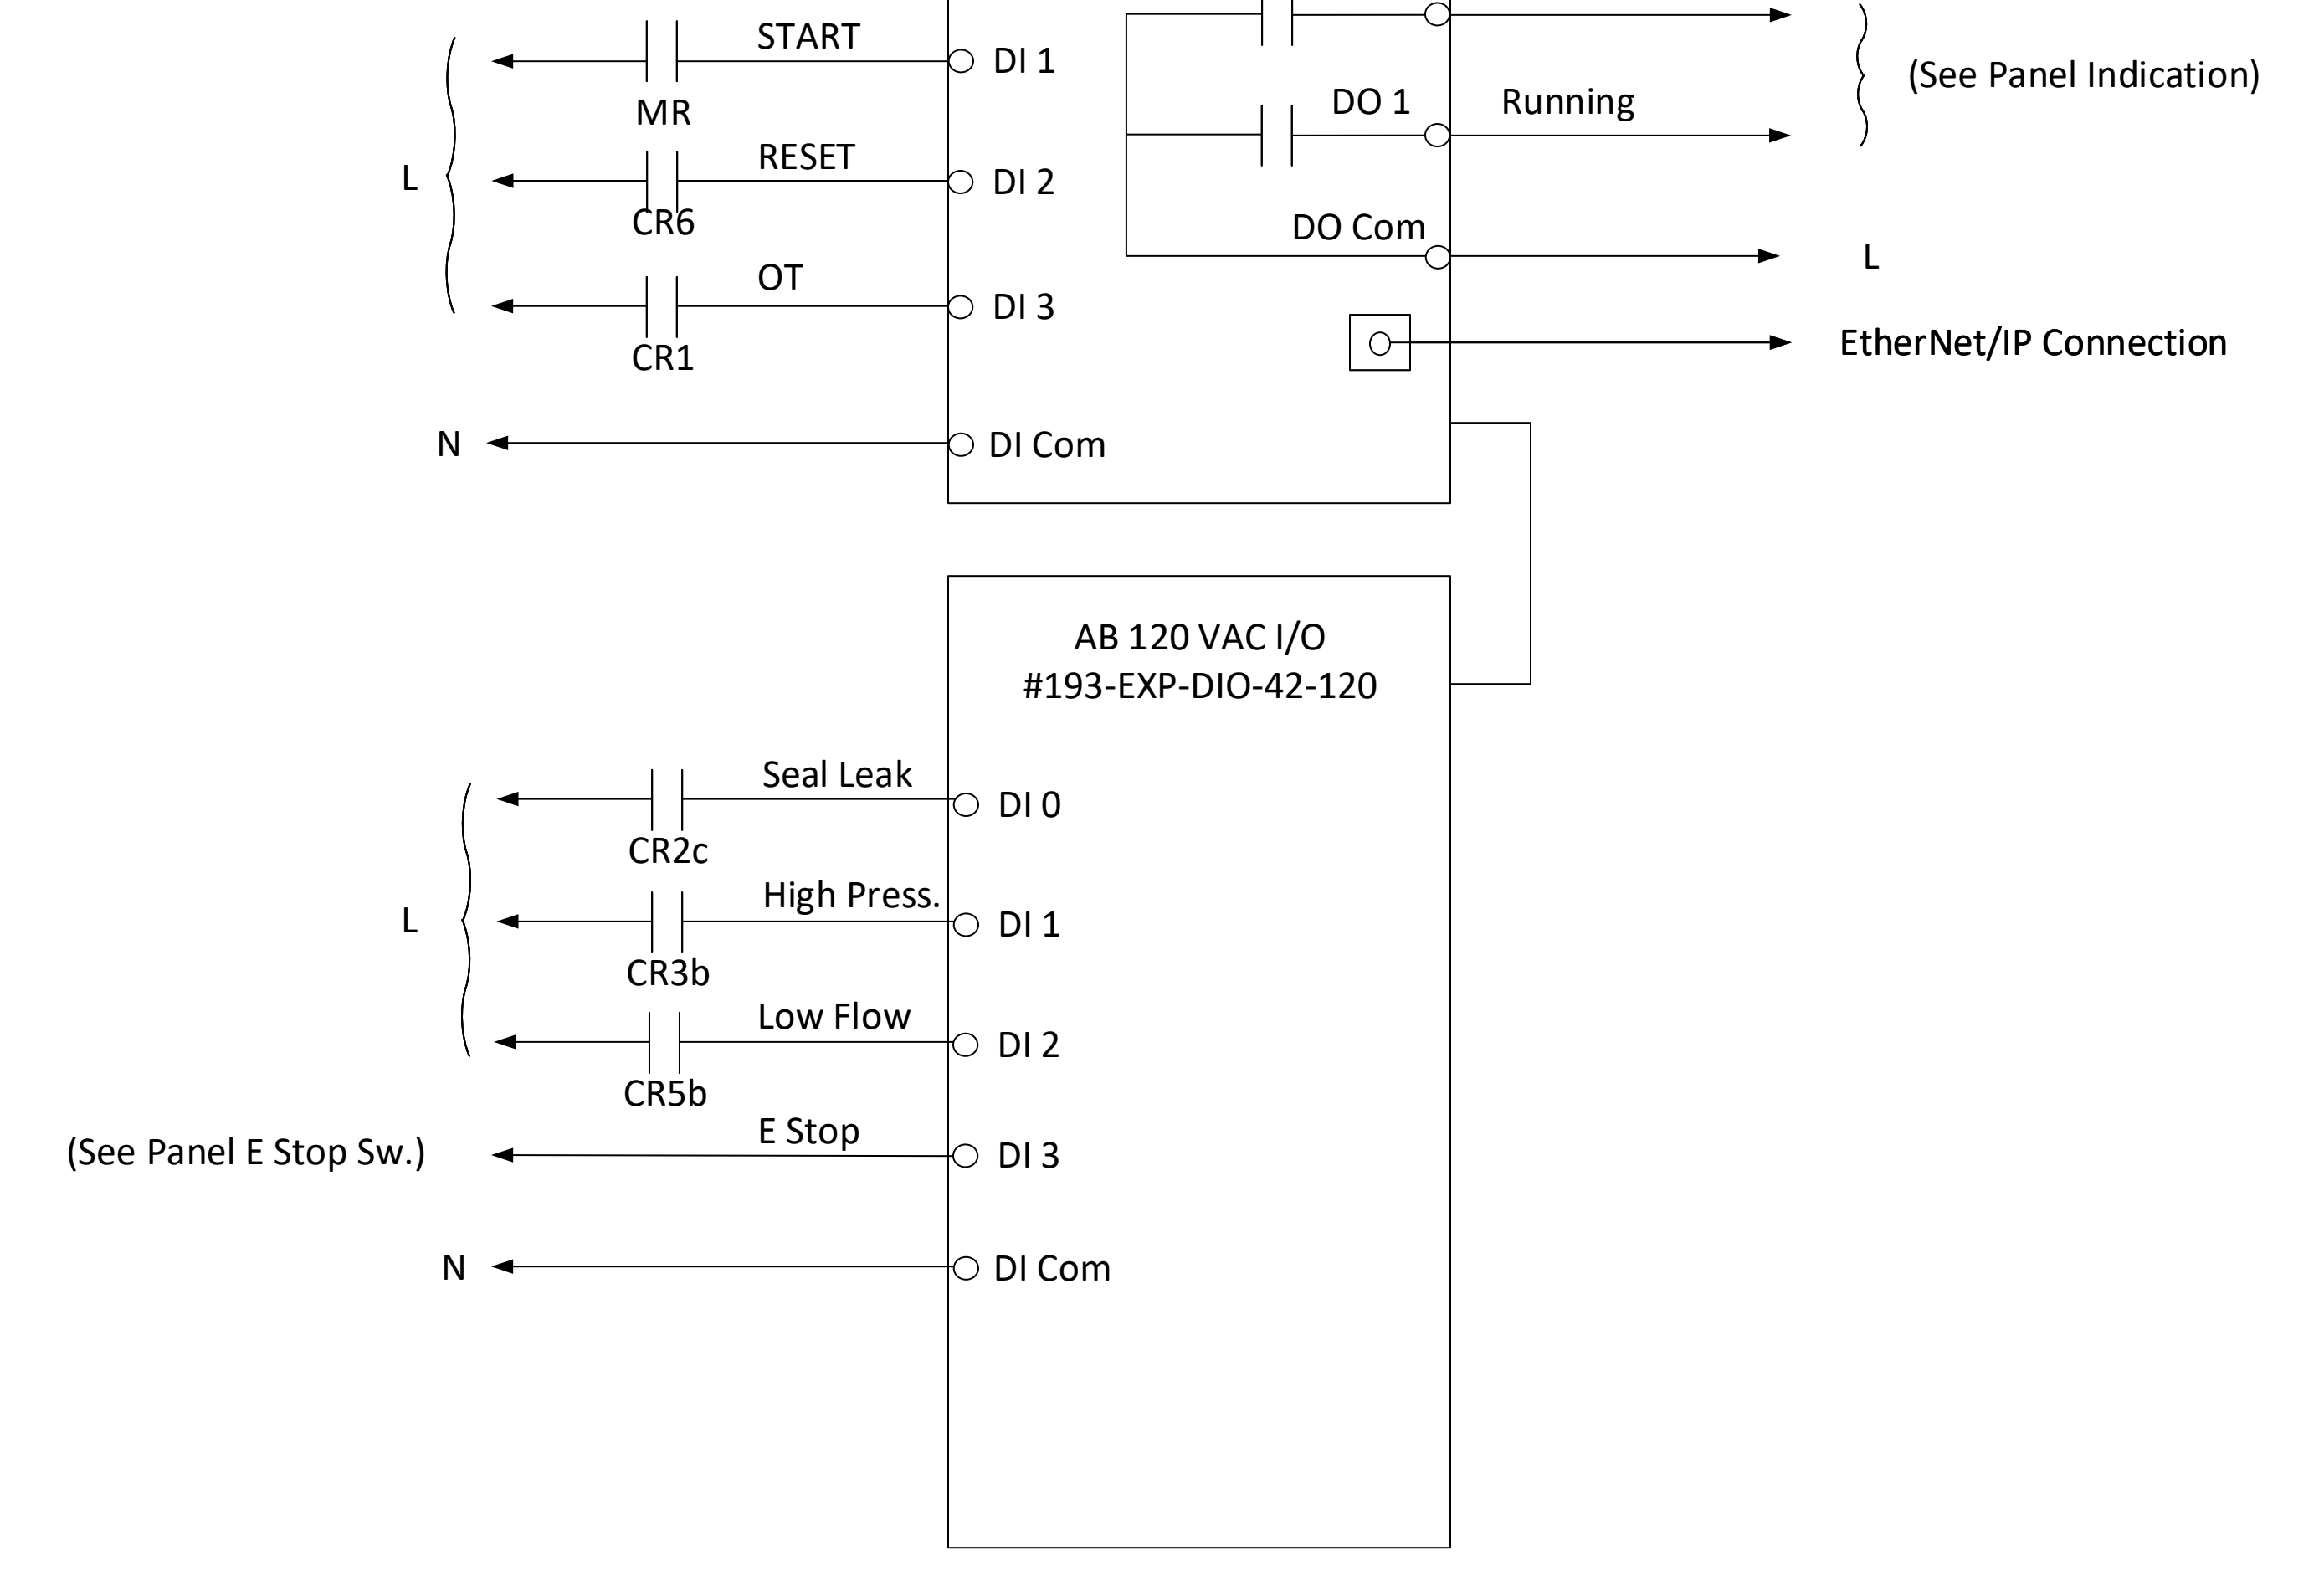 START
DI 1
(See Panel Indication)
MR
DO 1
Running
RESET
L
DI 2
CR6
DO Com
L
OT
DI 3
CR1
EtherNet/IP Connection
N
DI Com
AB 120 VAC I/O
#193-EXP-DIO-42-120
Seal Leak
DI 0
CR2c
High Press.
L
DI 1
CR3b
Low Flow
DI 2
CR5b
E Stop
(See Panel E Stop Sw.)
DI 3
N
DI Com